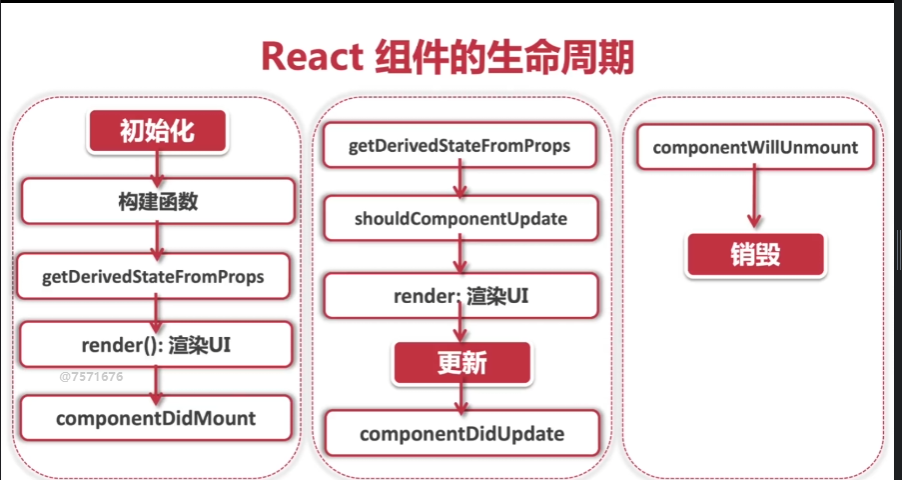 React 组件的生命周期
初始化
构建函数
getDerivedStateFromProps
render(): 渲染UI
@7571676
componentDidMount
getDerivedStateFromProps
shouldComponentUpdate
render: 渲染UI
更新
componentDidUpdate
componentWillUnmount
销毁